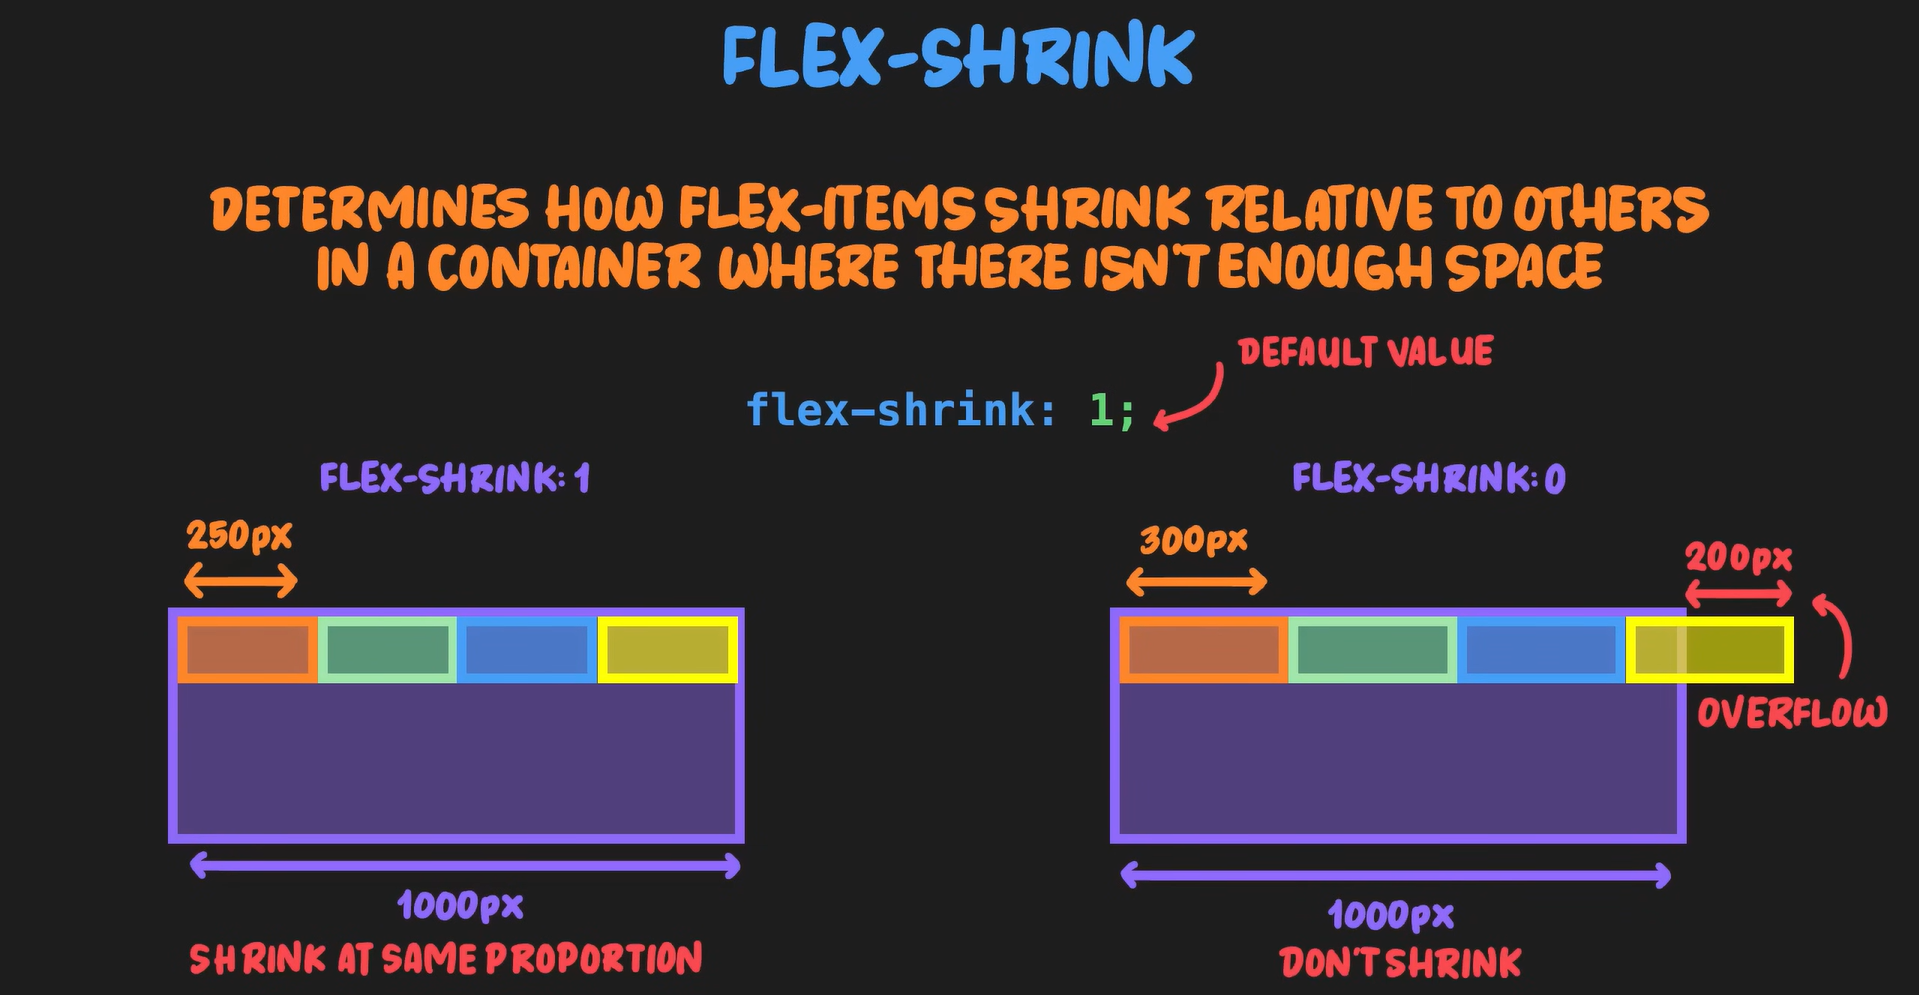 FLEX-SHRINK
DETERMINES HOW FLEX-ITEMS SHRINK RELATIVE TO OTHERS
IN A CONTAINER WHERE THERE ISN'T ENOUGH SPACE
DEFAULT VALUE
flex-shrink: 1;
FLEX-SHRINK: 1
250px
1000px
SHRINK AT SAME PROPORTION
FLEX-SHRINK: 0
300px
200px
OVERFLOW
1000px
DON'T SHRINK